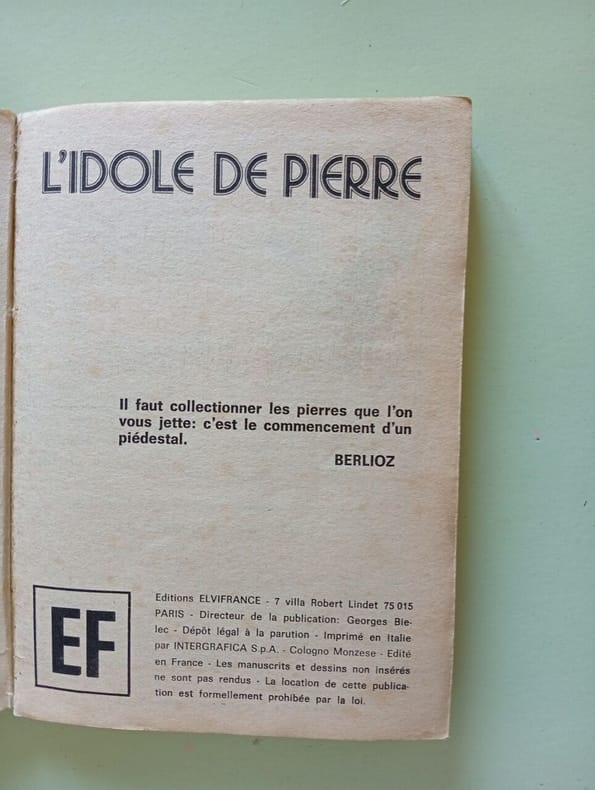 L'IDOLE DE PIERRE
Il faut collectionner les pierres que l'on
vous jette: c'est le commencement d'un
piédestal.
BERLIOZ
EF
Editions ELVIFRANCE - 7 villa Robert Lindet 75 015
PARIS - Directeur de la publication: Georges Bie-
lec - Dépôt légal à la parution - Imprimé en Italie
par INTERGRAFICA S.p.A. - Cologno Monzese - Edité
en France - Les manuscrits et dessins non insérés
ne sont pas rendus - La location de cette publica-
tion est formellement prohibée par la loi.